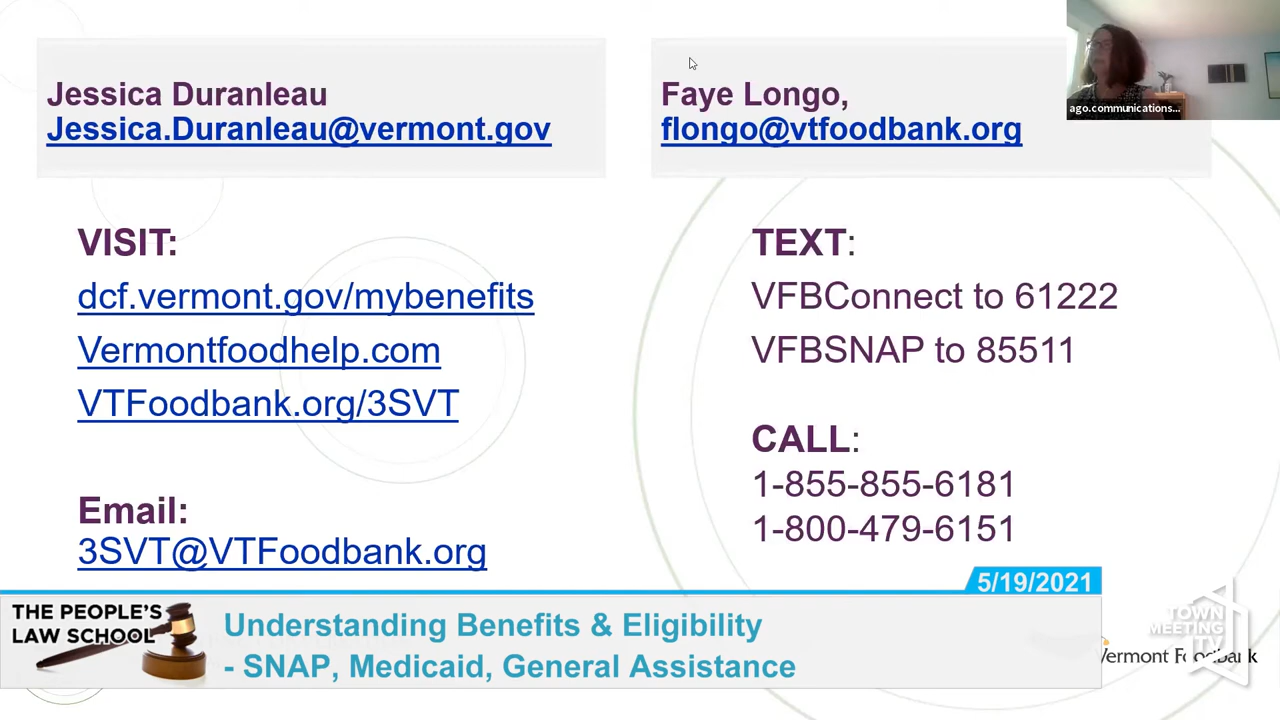 Jessica Duranleau
Jessica.Duranleau@vermont.gov
Faye Longo,
flongo@vtfoodbank.org
ago.communications...
VISIT:
dcf.vermont.gov/mybenefits
Vermontfoodhelp.com
VTFoodbank.org/3SVT
Email:
3SVT@VTFoodbank.org
TEXT:
VFBConnect to 61222
VFBSNAP to 85511
CALL:
1-855-855-6181
1-800-479-6151
5/19/2021
THE PEOPLE'S
LAW SCHOOL
Understanding Benefits & Eligibility
- SNAP, Medicaid, General Assistance
TOWN
MEETING
TV
Vermont Foodbank